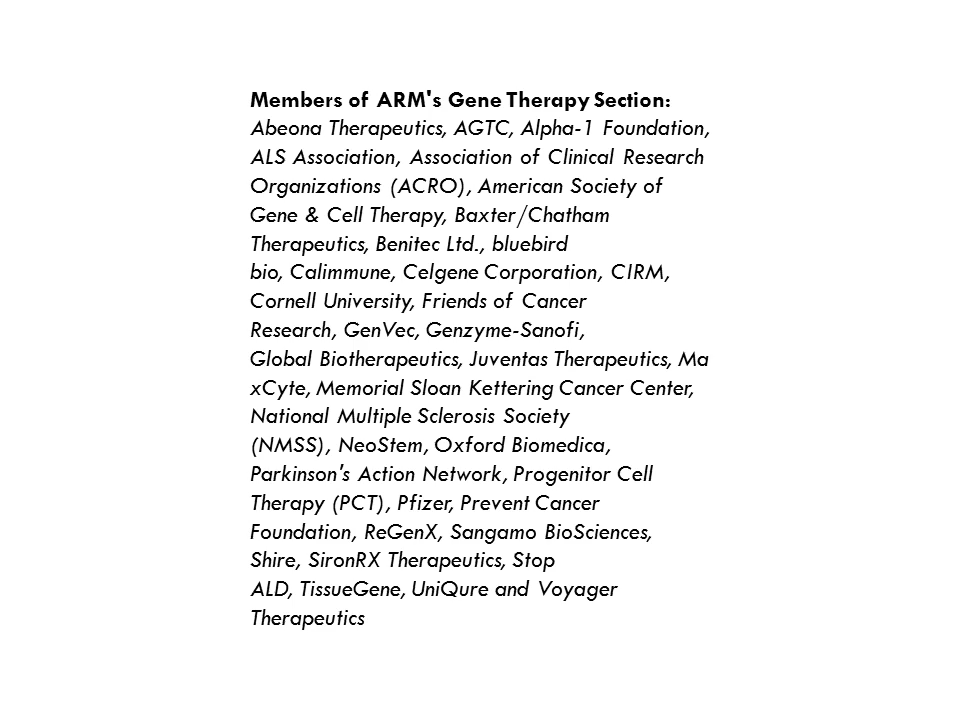 Members of ARM's Gene Therapy Section:
Abeona Therapeutics, AGTC, Alpha-1 Foundation,
ALS Association, Association of Clinical Research
Organizations (ACRO), American Society of
Gene & Cell Therapy, Baxter/Chatham
Therapeutics, Benitec Ltd., bluebird
bio, Calimmune, Celgene Corporation, CIRM,
Cornell University, Friends of Cancer
Research, GenVec, Genzyme-Sanofi,
Global Biotherapeutics, Juventas Therapeutics, Ma
xCyte, Memorial Sloan Kettering Cancer Center,
National Multiple Sclerosis Society
(NMSS), NeoStem, Oxford Biomedica,
Parkinson's Action Network, Progenitor Cell
Therapy (PCT), Pfizer, Prevent Cancer
Foundation, ReGenX, Sangamo BioSciences,
Shire, SironRX Therapeutics, Stop
ALD, TissueGene, UniQure and Voyager
Therapeutics